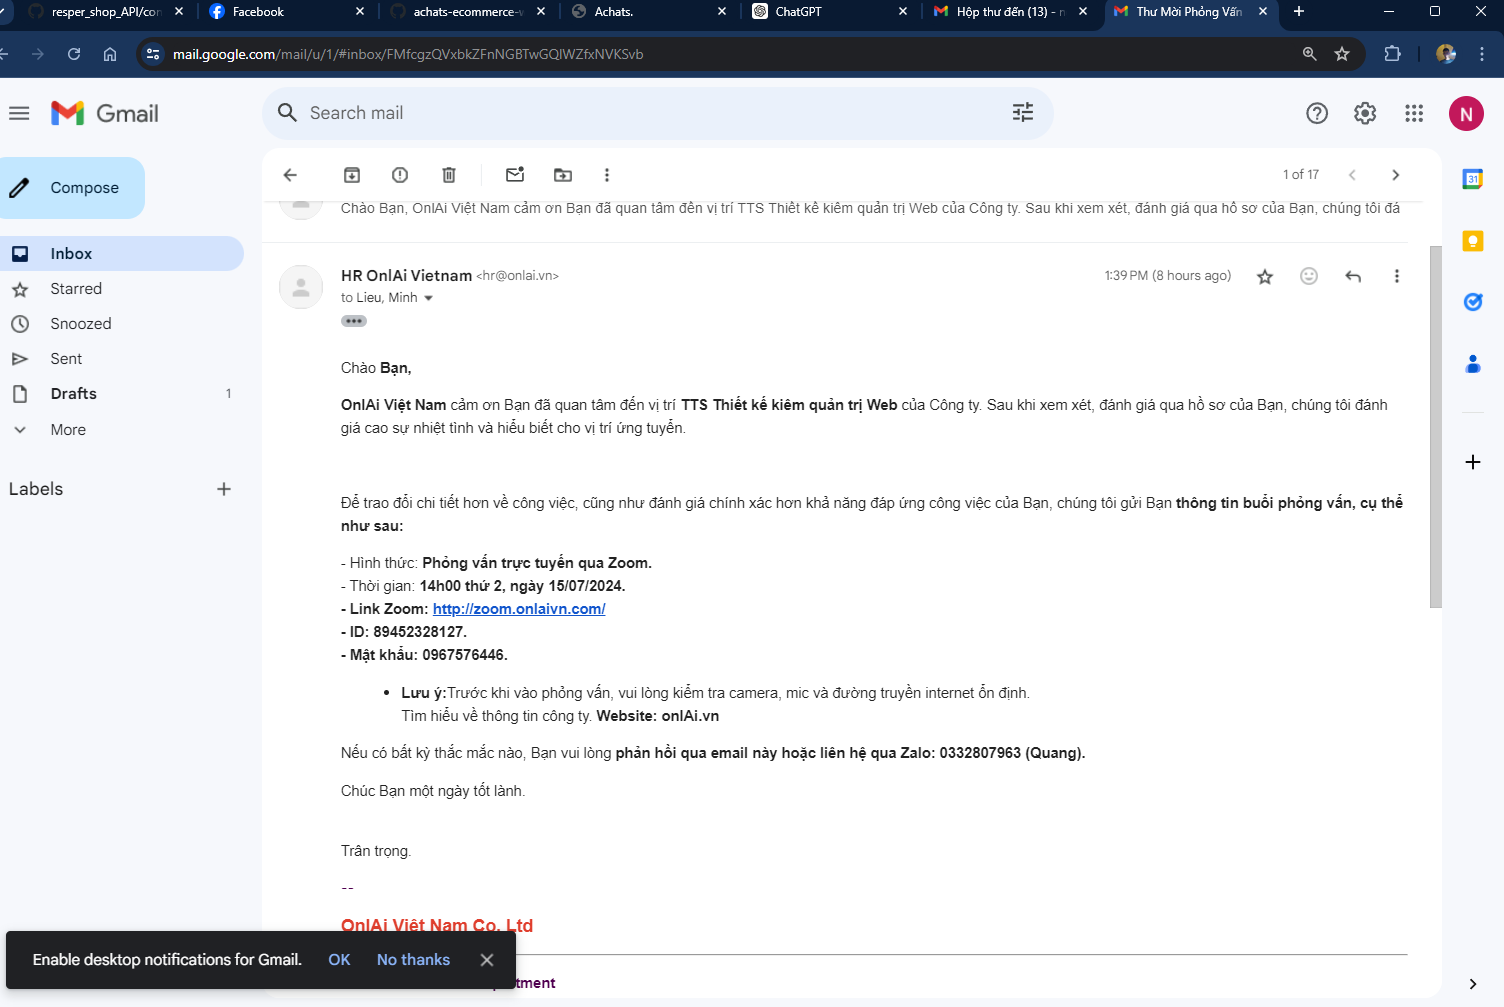 resper_shop_API/con
Facebook
achats-ecommerce-w
Achats.
ChatGPT
Hộp thư đến (13) - n
Thư Mời Phỏng Vấn
mail.google.com/mail/u/1/#inbox/FMfcgzQVxbkZFnNGBTwGQlWZfxNVKSvb
Gmail
Search mail
N
Compose
1 of 17
31
Chào Bạn, OnlAi Việt Nam cảm ơn Bạn đã quan tâm đến vị trí TTS Thiết kế kiêm quản trị Web của Công ty. Sau khi xem xét, đánh giá qua hồ sơ của Bạn, chúng tôi đá
Inbox
Starred
Snoozed
Sent
Drafts 1
More
Labels
HR OnlAi Vietnam <hr@onlai.vn>
1:39 PM (8 hours ago)
to Lieu, Minh
Chào Bạn,
OnlAi Việt Nam cảm ơn Bạn đã quan tâm đến vị trí TTS Thiết kế kiêm quản trị Web của Công ty. Sau khi xem xét, đánh giá qua hồ sơ của Bạn, chúng tôi đánh
giá cao sự nhiệt tình và hiểu biết cho vị trí ứng tuyển.
Để trao đổi chi tiết hơn về công việc, cũng như đánh giá chính xác hơn khả năng đáp ứng công việc của Bạn, chúng tôi gửi Bạn thông tin buổi phỏng vấn, cụ thể
như sau:
- Hình thức: Phỏng vấn trực tuyến qua Zoom.
- Thời gian: 14h00 thứ 2, ngày 15/07/2024.
- Link Zoom: http://zoom.onlaivn.com/
- ID: 89452328127.
- Mật khẩu: 0967576446.
• Lưu ý:Trước khi vào phỏng vấn, vui lòng kiểm tra camera, mic và đường truyền internet ổn định.
Tìm hiểu về thông tin công ty. Website: onlAi.vn
Nếu có bất kỳ thắc mắc nào, Bạn vui lòng phản hồi qua email này hoặc liên hệ qua Zalo: 0332807963 (Quang).
Chúc Bạn một ngày tốt lành.
Trân trọng.
--
OnlAi Việt Nam Co. Ltd
Enable desktop notifications for Gmail. OK No thanks
tment